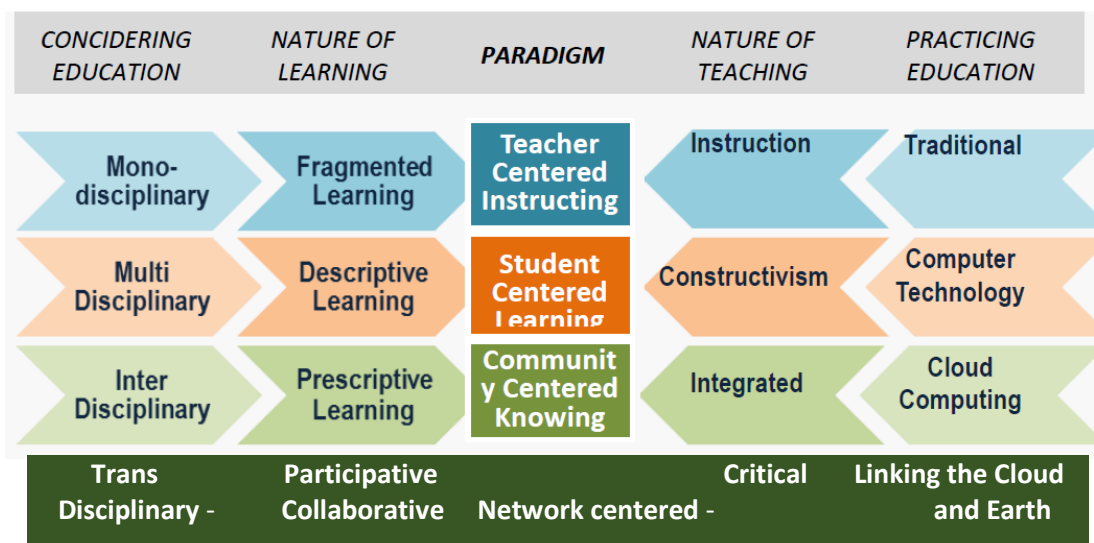 CONCIDERING EDUCATION
NATURE OF LEARNING
PARADIGM
NATURE OF TEACHING
PRACTICING EDUCATION
Mono-
disciplinary
Fragmented
Learning
Teacher
Centered
Instructing
Instruction
Traditional
Multi
Disciplinary
Descriptive
Learning
Student
Centered
Learning
Constructivism
Computer
Technology
Inter
Disciplinary
Prescriptive
Learning
Communit
y Centered
Knowing
Integrated
Cloud
Computing
Trans
Disciplinary -
Participative
Collaborative
Network centered -
Critical
Linking the Cloud
and Earth